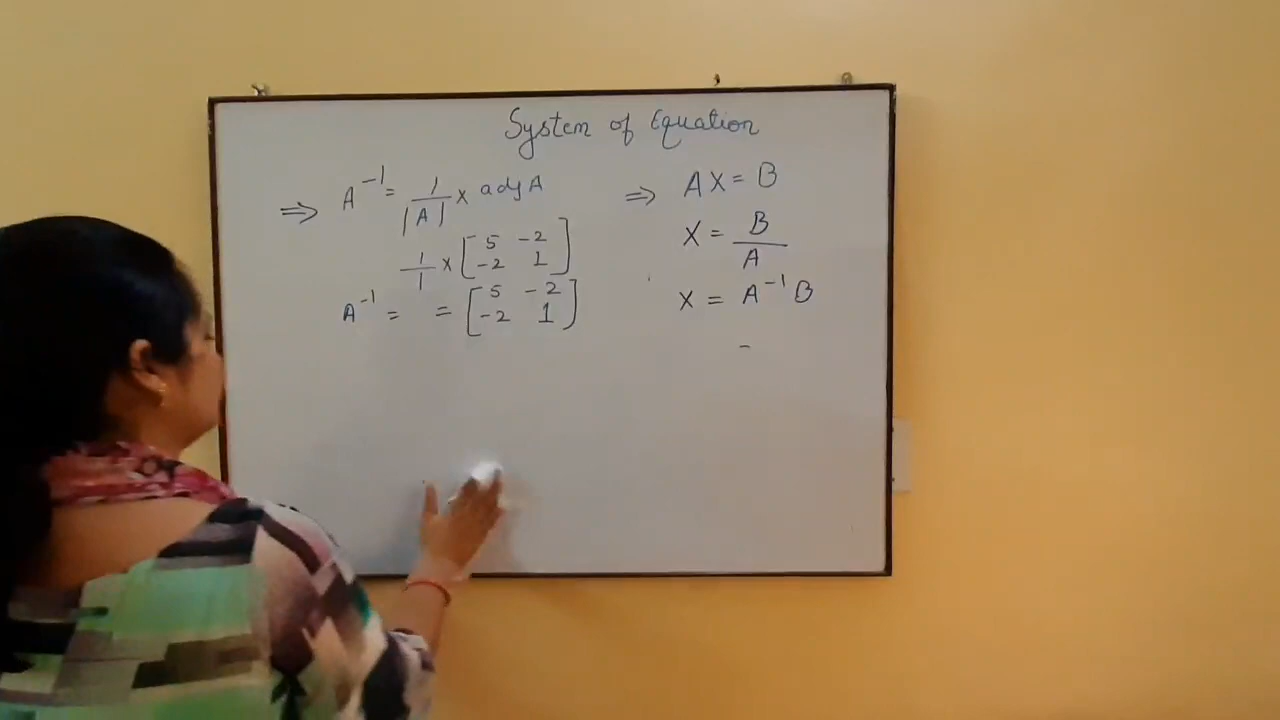 System of Equation
⇒ A⁻¹ = 1/|A| × adj A
1/1 × [5 -2; -2 1]
A⁻¹ = = [5 -2; -2 1]
⇒ AX = B
X = B/A
X = A⁻¹ B
-